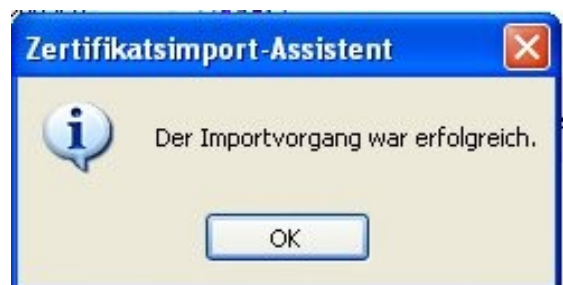 Zertifikatsimport-Assistent
Der Importvorgang war erfolgreich.
OK